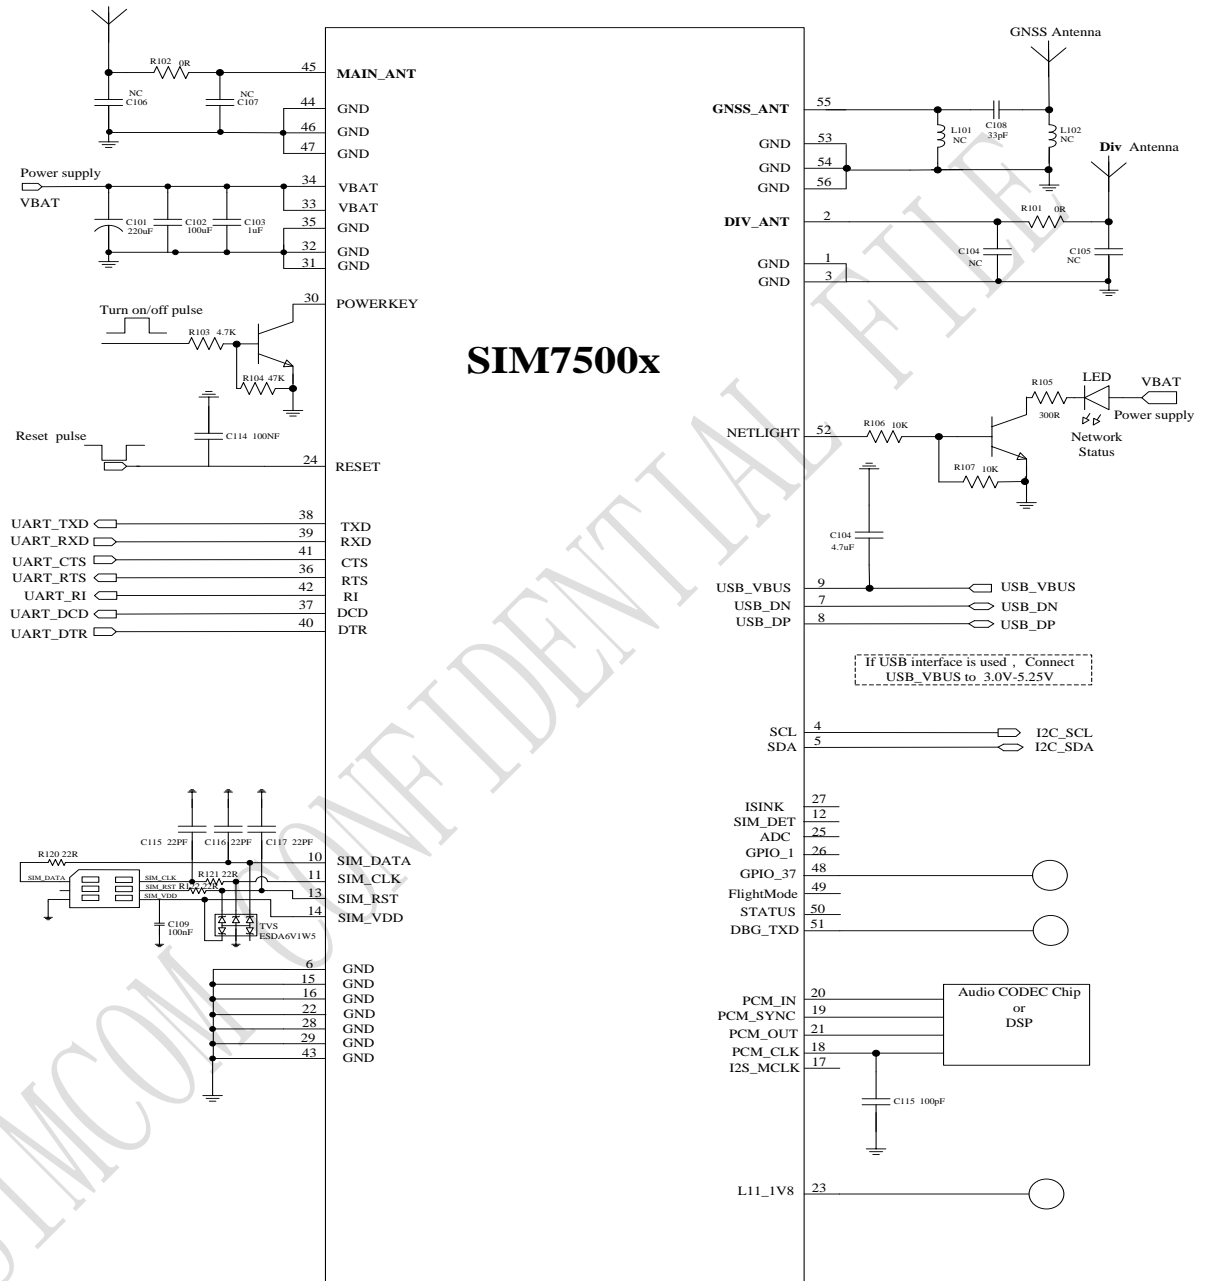 GNSS Antenna
R102 0R
45
MAIN_ANT
NC
C106
NC
C107
44
GND
46
GND
47
GND
Power supply
VBAT
34
VBAT
33
VBAT
35
GND
32
GND
31
GND
C101
220uF
C102
100uF
C103
1uF
30
POWERKEY
Turn on/off pulse
R103 4.7K
R104 47K
C114 100NF
Reset pulse
24
RESET
UART_TXD
38
TXD
UART_RXD
39
RXD
UART_CTS
41
CTS
UART_RTS
36
RTS
UART_RI
42
RI
UART_DCD
37
DCD
UART_DTR
40
DTR
C115 22PF
C116 22PF
C117 22PF
R120 22R
10
SIM_DATA
SIM_DATA
SIM_CLK
R121 22R
11
SIM_CLK
SIM_RST
R122 22R
13
SIM_RST
SIM_VDD
14
SIM_VDD
C109
100nF
TVS
ESDA6V1W5
6
GND
15
GND
16
GND
22
GND
28
GND
29
GND
43
GND
SIM7500x
GNSS_ANT
55
L101
NC
C108
33pF
L102
NC
GND
53
GND
54
GND
56
Div Antenna
DIV_ANT
2
R101 0R
C104
NC
C105
NC
GND
1
GND
3
LED
VBAT
Power supply
R105
300R
Network
Status
NETLIGHT
52
R106 10K
R107 10K
C104
4.7uF
USB_VBUS
9
USB_VBUS
USB_DN
7
USB_DN
USB_DP
8
USB_DP
If USB interface is used , Connect
USB_VBUS to 3.0V-5.25V
SCL
4
I2C_SCL
SDA
5
I2C_SDA
ISINK
27
SIM_DET
12
ADC
25
GPIO_1
26
GPIO_37
48
FlightMode
49
STATUS
50
DBG_TXD
51
PCM_IN
20
PCM_SYNC
19
PCM_OUT
21
PCM_CLK
18
I2S_MCLK
17
Audio CODEC Chip
or
DSP
C115 100pF
L11_1V8
23
SIMCOM CONFIDENTIAL FILE